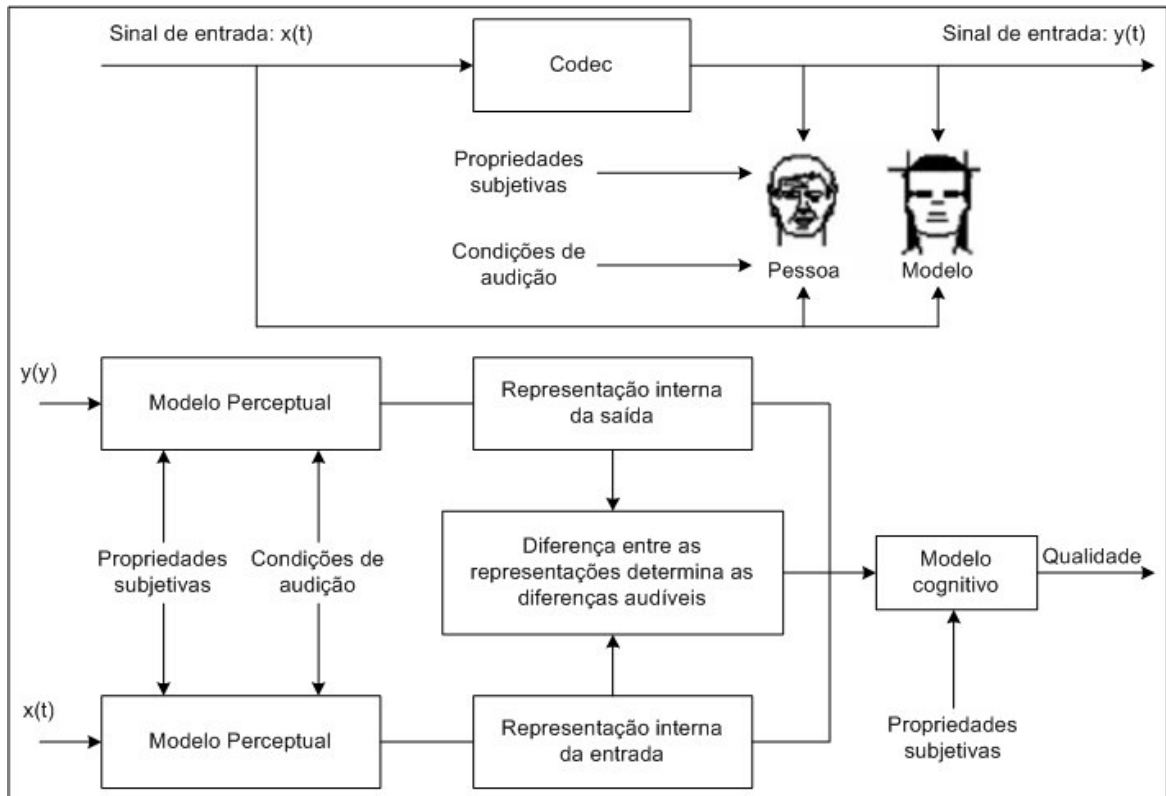 Sinal de entrada: x(t)
Sinal de entrada: y(t)
Codec
Propriedades
subjetivas
Condições de
audição
Pessoa
Modelo
y(y)
Modelo Perceptual
Representação interna
da saída
Propriedades
subjetivas
Condições de
audição
Diferença entre as
representações determina as
diferenças audíveis
Modelo
cognitivo
Qualidade
x(t)
Modelo Perceptual
Representação interna
da entrada
Propriedades
subjetivas